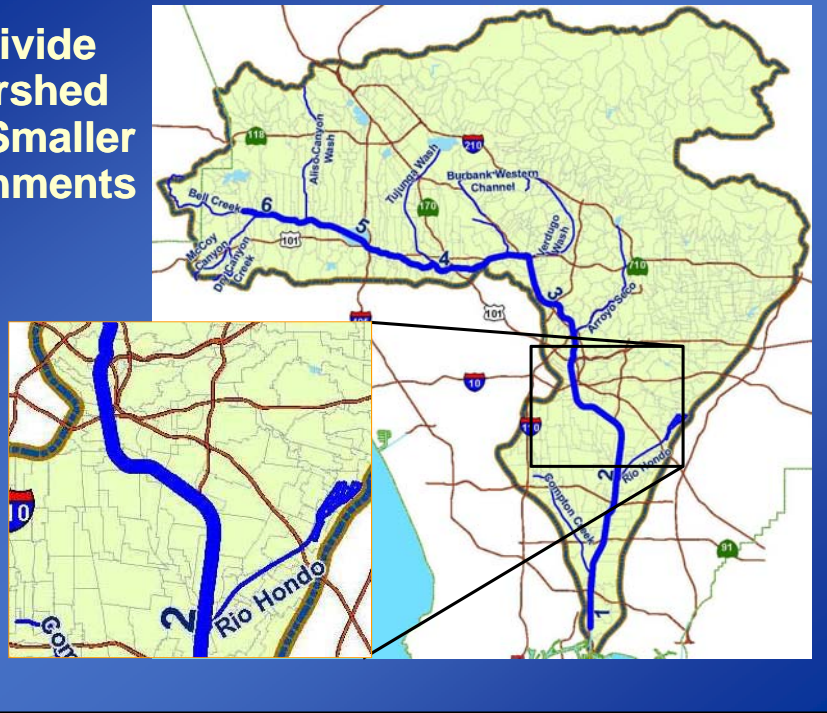 ivide
rshed
Smaller
nments
118
Aliso Canyon
Wash
Tujunga Wash
210
Burbank Western
Channel
170
Bell Creek
6
5
101
McCoy
Canyon
Dry Canyon
Creek
4
Verdugo
Wash
710
3
101
Arroyo Seco
10
110
2
Rio Hondo
Compton Creek
91
1
10
2
Rio Hondo
Com